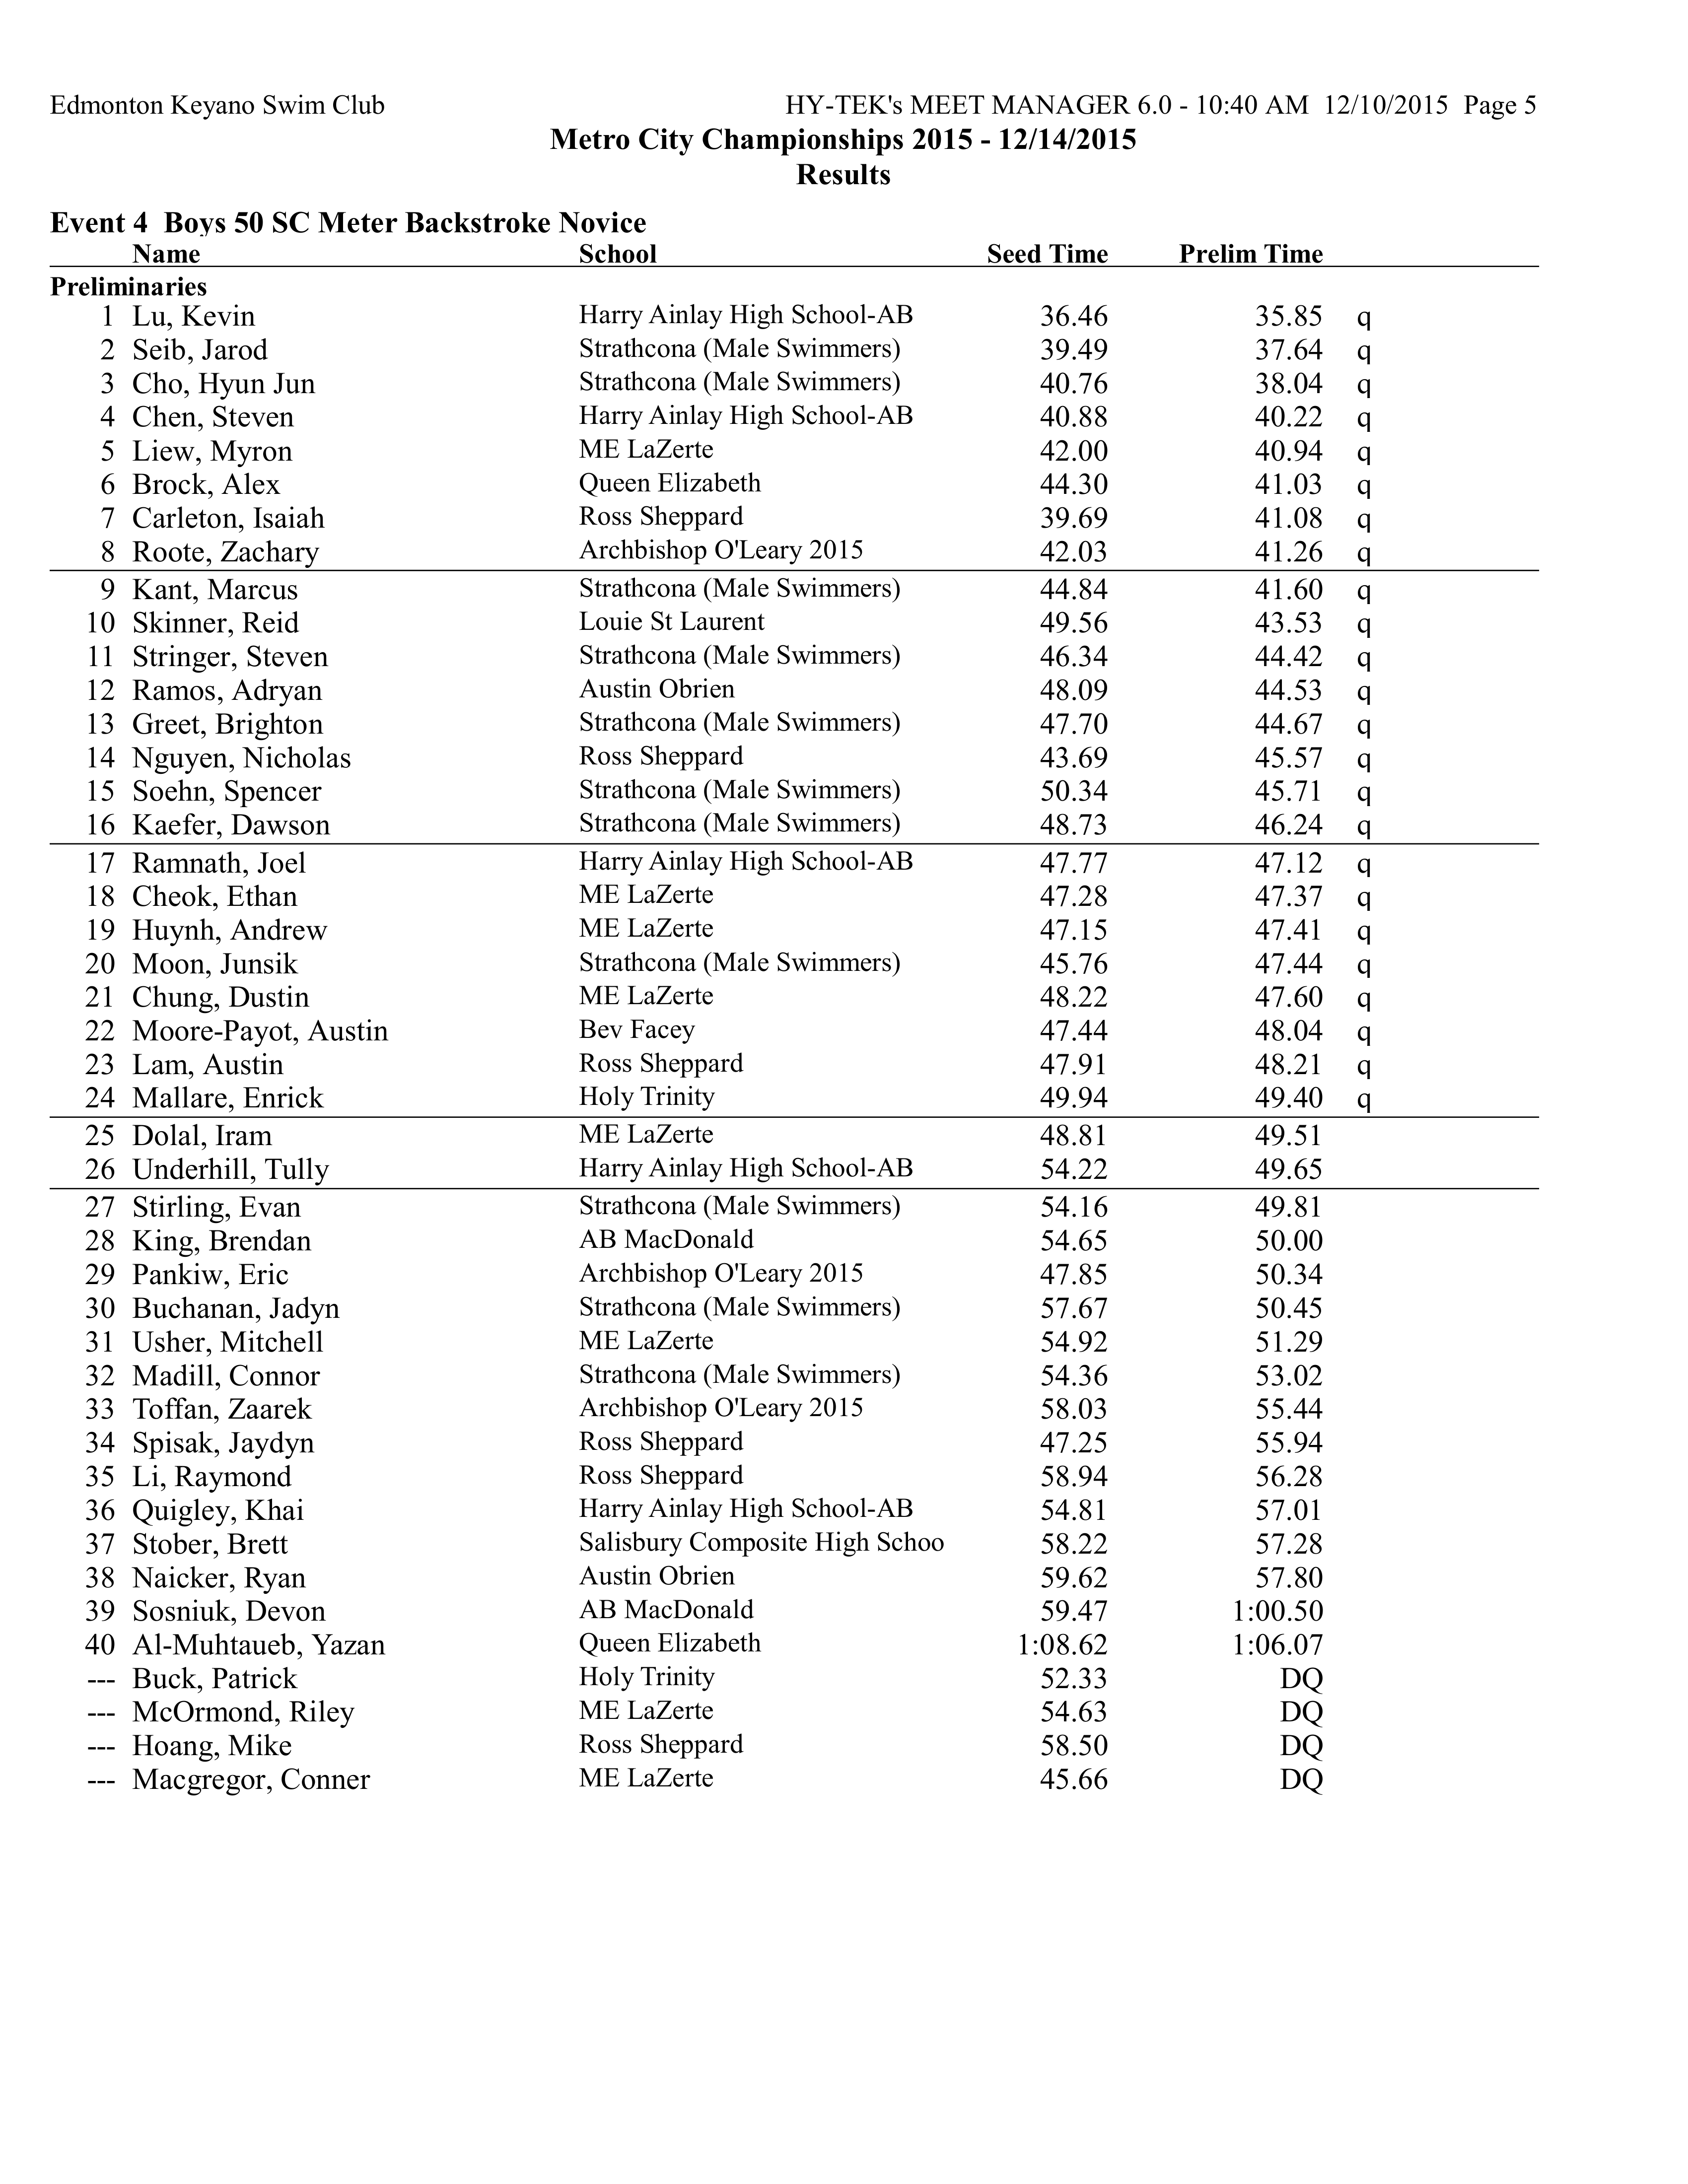 Edmonton Keyano Swim Club HY-TEK's MEET MANAGER 6.0 - 10:40 AM 12/10/2015 Page 5
Metro City Championships 2015 - 12/14/2015
Results
Event 4 Boys 50 SC Meter Backstroke Novice
Name School Seed Time Prelim Time
Preliminaries
1 Lu, Kevin Harry Ainlay High School-AB 36.46 35.85 q
2 Seib, Jarod Strathcona (Male Swimmers) 39.49 37.64 q
3 Cho, Hyun Jun Strathcona (Male Swimmers) 40.76 38.04 q
4 Chen, Steven Harry Ainlay High School-AB 40.88 40.22 q
5 Liew, Myron ME LaZerte 42.00 40.94 q
6 Brock, Alex Queen Elizabeth 44.30 41.03 q
7 Carleton, Isaiah Ross Sheppard 39.69 41.08 q
8 Roote, Zachary Archbishop O'Leary 2015 42.03 41.26 q
9 Kant, Marcus Strathcona (Male Swimmers) 44.84 41.60 q
10 Skinner, Reid Louie St Laurent 49.56 43.53 q
11 Stringer, Steven Strathcona (Male Swimmers) 46.34 44.42 q
12 Ramos, Adryan Austin Obrien 48.09 44.53 q
13 Greet, Brighton Strathcona (Male Swimmers) 47.70 44.67 q
14 Nguyen, Nicholas Ross Sheppard 43.69 45.57 q
15 Soehn, Spencer Strathcona (Male Swimmers) 50.34 45.71 q
16 Kaefer, Dawson Strathcona (Male Swimmers) 48.73 46.24 q
17 Ramnath, Joel Harry Ainlay High School-AB 47.77 47.12 q
18 Cheok, Ethan ME LaZerte 47.28 47.37 q
19 Huynh, Andrew ME LaZerte 47.15 47.41 q
20 Moon, Junsik Strathcona (Male Swimmers) 45.76 47.44 q
21 Chung, Dustin ME LaZerte 48.22 47.60 q
22 Moore-Payot, Austin Bev Facey 47.44 48.04 q
23 Lam, Austin Ross Sheppard 47.91 48.21 q
24 Mallare, Enrick Holy Trinity 49.94 49.40 q
25 Dolal, Iram ME LaZerte 48.81 49.51
26 Underhill, Tully Harry Ainlay High School-AB 54.22 49.65
27 Stirling, Evan Strathcona (Male Swimmers) 54.16 49.81
28 King, Brendan AB MacDonald 54.65 50.00
29 Pankiw, Eric Archbishop O'Leary 2015 47.85 50.34
30 Buchanan, Jadyn Strathcona (Male Swimmers) 57.67 50.45
31 Usher, Mitchell ME LaZerte 54.92 51.29
32 Madill, Connor Strathcona (Male Swimmers) 54.36 53.02
33 Toffan, Zaarek Archbishop O'Leary 2015 58.03 55.44
34 Spisak, Jaydyn Ross Sheppard 47.25 55.94
35 Li, Raymond Ross Sheppard 58.94 56.28
36 Quigley, Khai Harry Ainlay High School-AB 54.81 57.01
37 Stober, Brett Salisbury Composite High Schoo 58.22 57.28
38 Naicker, Ryan Austin Obrien 59.62 57.80
39 Sosniuk, Devon AB MacDonald 59.47 1:00.50
40 Al-Muhtaueb, Yazan Queen Elizabeth 1:08.62 1:06.07
--- Buck, Patrick Holy Trinity 52.33 DQ
--- McOrmond, Riley ME LaZerte 54.63 DQ
--- Hoang, Mike Ross Sheppard 58.50 DQ
--- Macgregor, Conner ME LaZerte 45.66 DQ